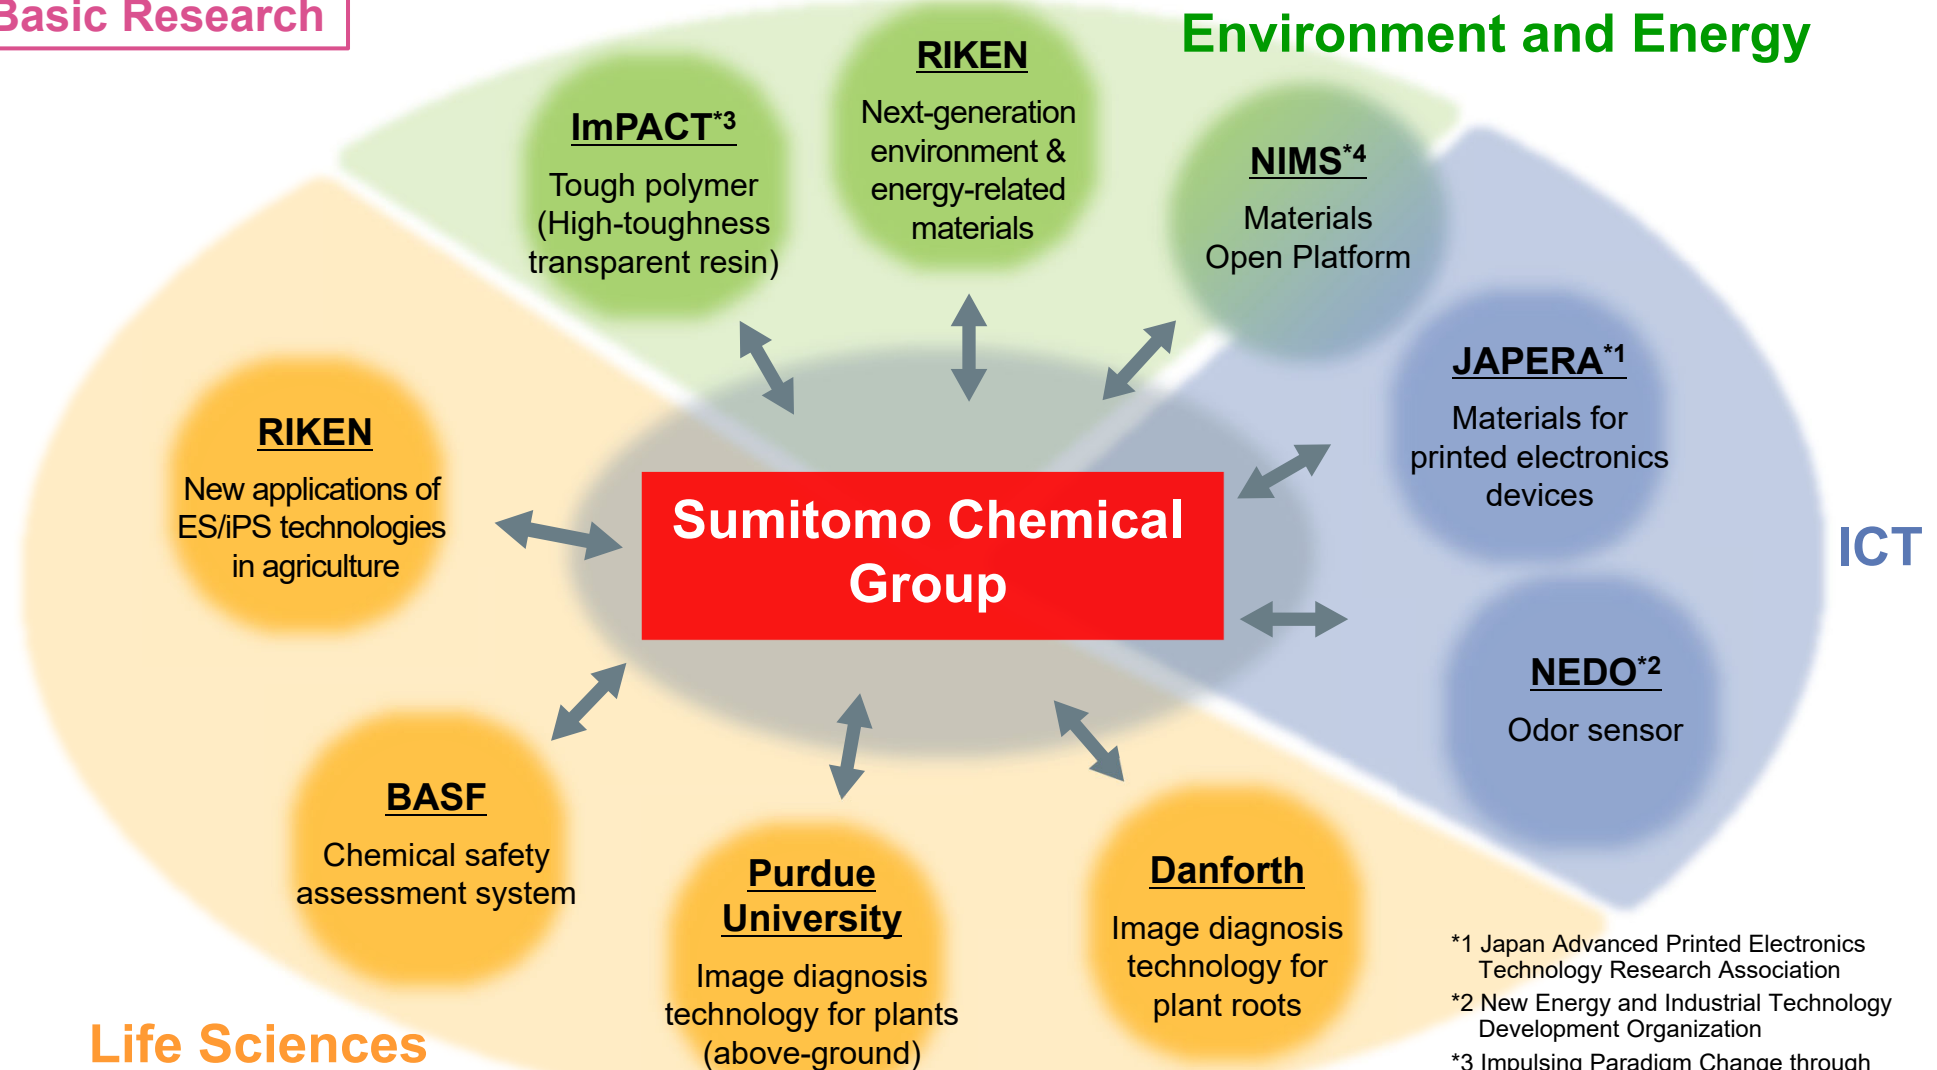 Basic Research
Environment and Energy
ImPACT*3
Tough polymer
(High-toughness
transparent resin)
RIKEN
Next-generation
environment &
energy-related
materials
NIMS*4
Materials
Open Platform
JAPERA*1
Materials for
printed electronics
devices
ICT
NEDO*2
Odor sensor
RIKEN
New applications of
ES/iPS technologies
in agriculture
Sumitomo Chemical
Group
BASF
Chemical safety
assessment system
Purdue
University
Image diagnosis
technology for plants
(above-ground)
Danforth
Image diagnosis
technology for
plant roots
Life Sciences
*1 Japan Advanced Printed Electronics
Technology Research Association
*2 New Energy and Industrial Technology
Development Organization
*3 Impulsing Paradigm Change through